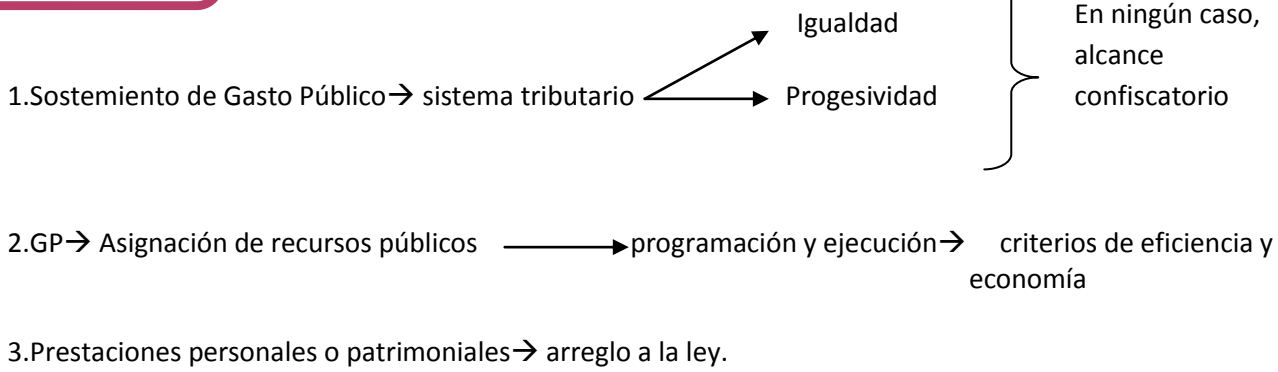 Igualdad
En ningún caso,
alcance
confiscatorio
1.Sostemiento de Gasto Público→ sistema tributario
Progesividad
2.GP→ Asignación de recursos públicos
programación y ejecución→ criterios de eficiencia y
economía
3.Prestaciones personales o patrimoniales→ arreglo a la ley.